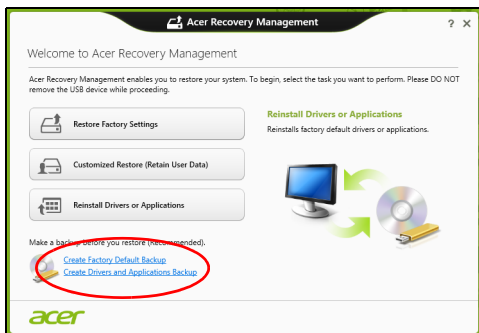 Acer Recovery Management
? ×
Welcome to Acer Recovery Management
Acer Recovery Management enables you to restore your system. To begin, select the task you want to perform. Please DO NOT
remove the USB device while proceeding.
Restore Factory Settings
Customized Restore (Retain User Data)
Reinstall Drivers or Applications
Reinstall Drivers or Applications
Reinstalls factory default drivers or applications.
Make a backup before you restore (Recommended).
Create Factory Default Backup
Create Drivers and Applications Backup
acer